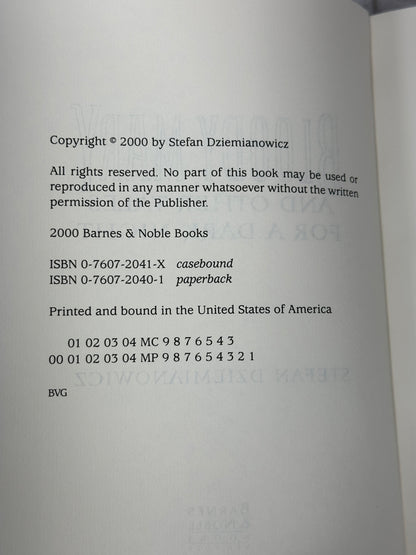 Copyright © 2000 by Stefan Dziemianowicz
All rights reserved. No part of this book may be used or
reproduced in any manner whatsoever without the written
permission of the Publisher.
2000 Barnes & Noble Books
ISBN 0-7607-2041-X casebound
ISBN 0-7607-2040-1 paperback
Printed and bound in the United States of America
01 02 03 04 MC 9 8 7 6 5 4 3
00 01 02 03 04 MP 9 8 7 6 5 4 3 2 1
BVG